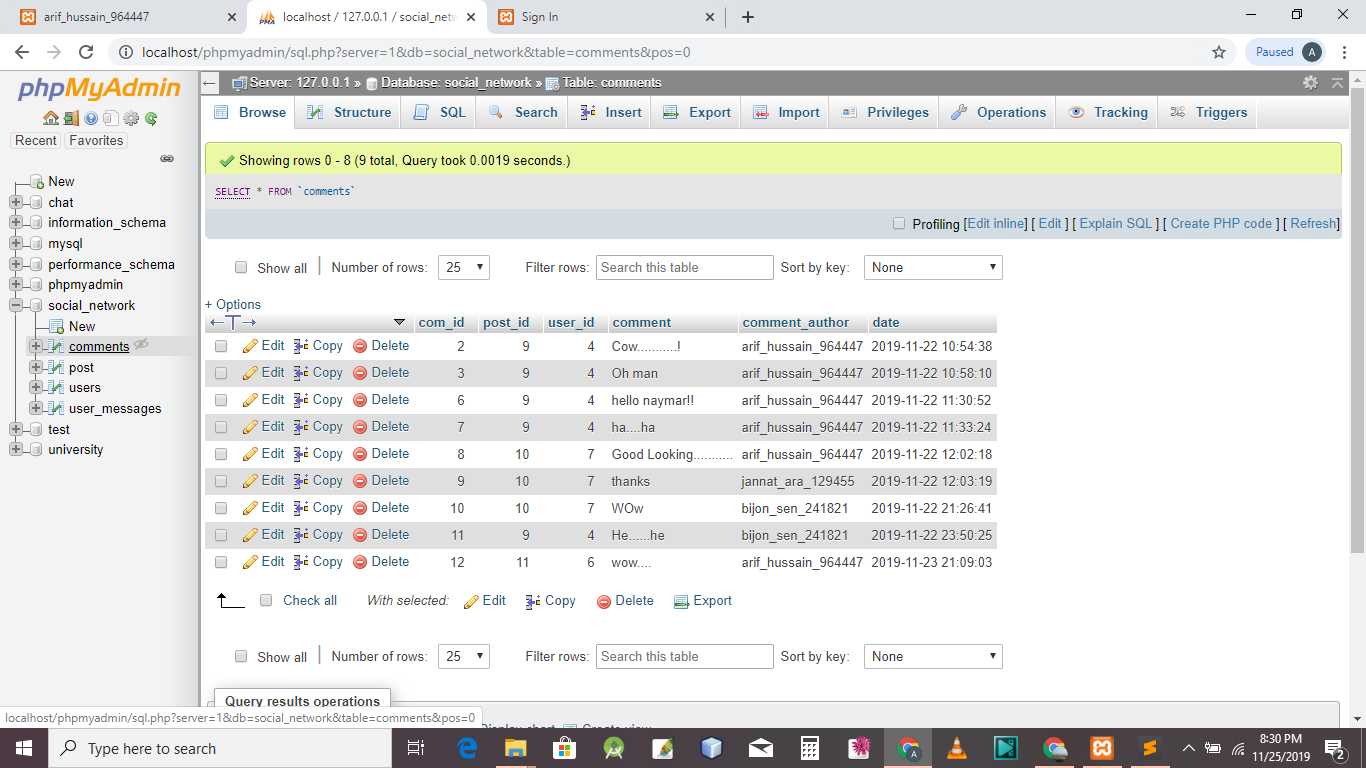 arif_hussain_964447
localhost / 127.0.0.1 / social_netw
Sign In
localhost/phpmyadmin/sql.php?server=1&db=social_network&table=comments&pos=0
Paused A
phpMyAdmin
Recent Favorites
New
chat
information_schema
mysql
performance_schema
phpmyadmin
social_network
New
comments
post
users
user_messages
test
university
Server: 127.0.0.1 » Database: social_network » Table: comments
Browse Structure SQL Search Insert Export Import Privileges Operations Tracking Triggers
Showing rows 0 - 8 (9 total, Query took 0.0019 seconds.)
SELECT * FROM `comments`
Profiling [Edit inline] [ Edit ] [ Explain SQL ] [ Create PHP code ] [ Refresh]
Show all Number of rows: 25 Filter rows: Search this table Sort by key: None
+ Options
com_id post_id user_id comment comment_author date
Edit Copy Delete 2 9 4 Cow...........! arif_hussain_964447 2019-11-22 10:54:38
Edit Copy Delete 3 9 4 Oh man arif_hussain_964447 2019-11-22 10:58:10
Edit Copy Delete 6 9 4 hello naymar!! arif_hussain_964447 2019-11-22 11:30:52
Edit Copy Delete 7 9 4 ha....ha arif_hussain_964447 2019-11-22 11:33:24
Edit Copy Delete 8 10 7 Good Looking........... arif_hussain_964447 2019-11-22 12:02:18
Edit Copy Delete 9 10 7 thanks jannat_ara_129455 2019-11-22 12:03:19
Edit Copy Delete 10 10 7 WOw bijon_sen_241821 2019-11-22 21:26:41
Edit Copy Delete 11 9 4 He......he bijon_sen_241821 2019-11-22 23:50:25
Edit Copy Delete 12 11 6 wow.... arif_hussain_964447 2019-11-23 21:09:03
Check all With selected: Edit Copy Delete Export
Show all Number of rows: 25 Filter rows: Search this table Sort by key: None
Query results operations
localhost/phpmyadmin/sql.php?server=1&db=social_network&table=comments&pos=0
Display chart Create view
Type here to search
8:30 PM
11/25/2019
2